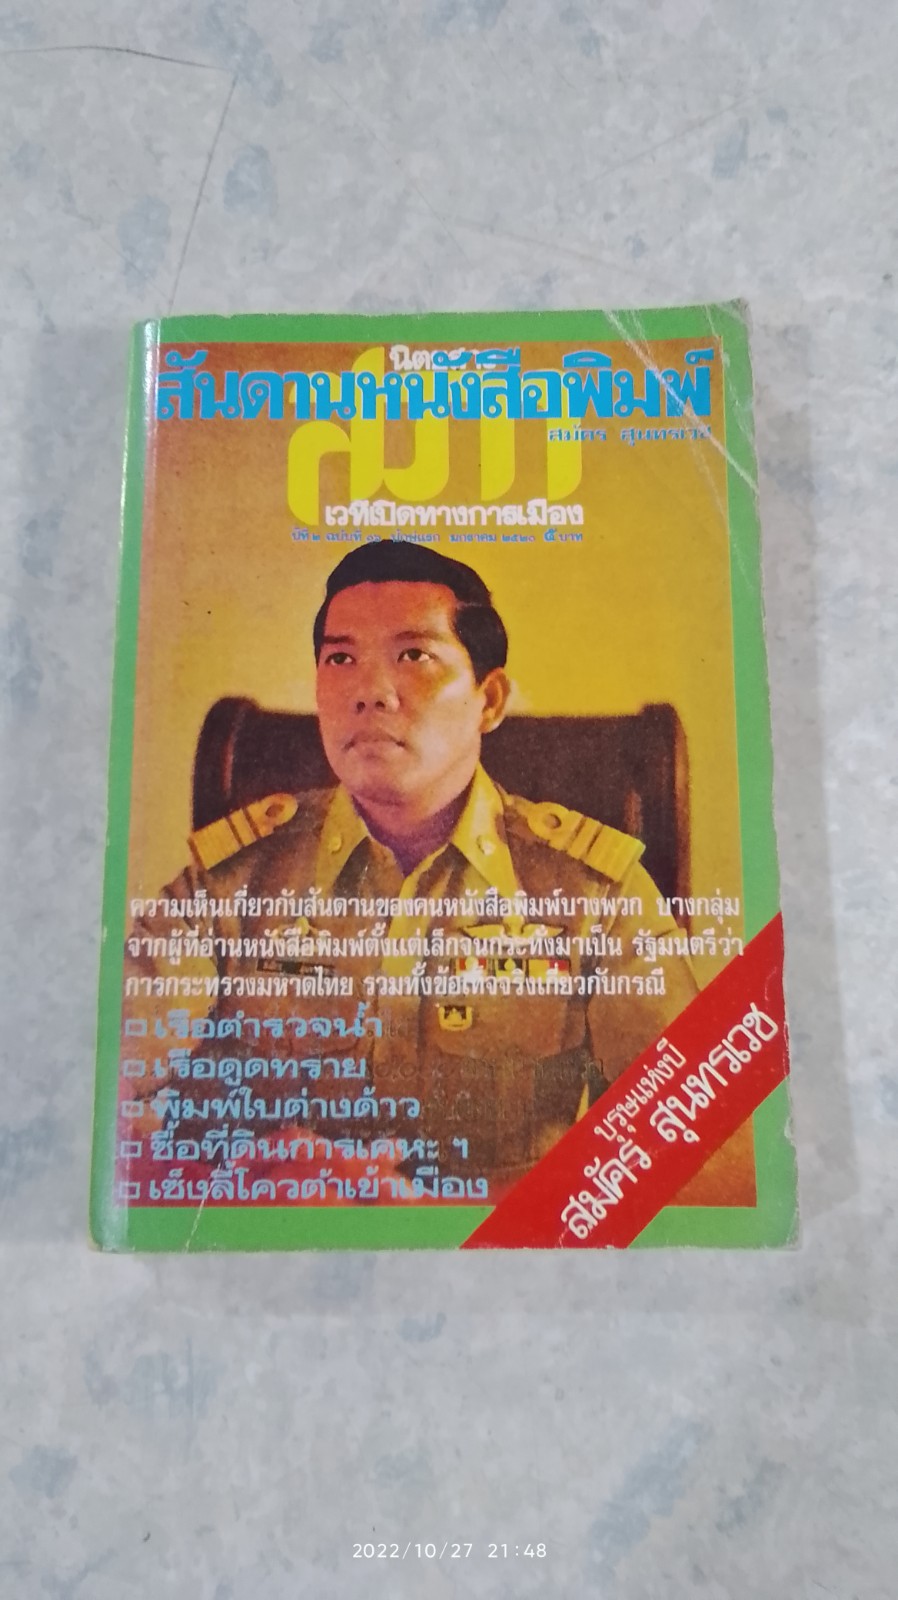 นิตยสาร
สันดานหนังสือพิมพ์
สมัคร สุนทรเวช
เวทีเปิดทางการเมือง
ปีที่ ๒ ฉบับที่ ๑๖ ปักษ์แรก มกราคม ๒๕๒๐ ๕ บาท
ความเห็นเกี่ยวกับสันดานของคนหนังสือพิมพ์บางพวก บางกลุ่ม
จากผู้ที่อ่านหนังสือพิมพ์ตั้งแต่เล็กจนกระทั่งมาเป็น รัฐมนตรีว่า
การกระทรวงมหาดไทย รวมทั้งข้อเท็จจริงเกี่ยวกับกรณี
เรือตำรวจน้ำ
เรือดูดทราย
พิมพ์ใบต่างด้าว
ซื้อที่ดินการเคหะ ฯ
เซ็งลี้โควต้าเข้าเมือง
บุรุษแห่งปี
สมัคร สุนทรเวช
2022/10/27 21:48